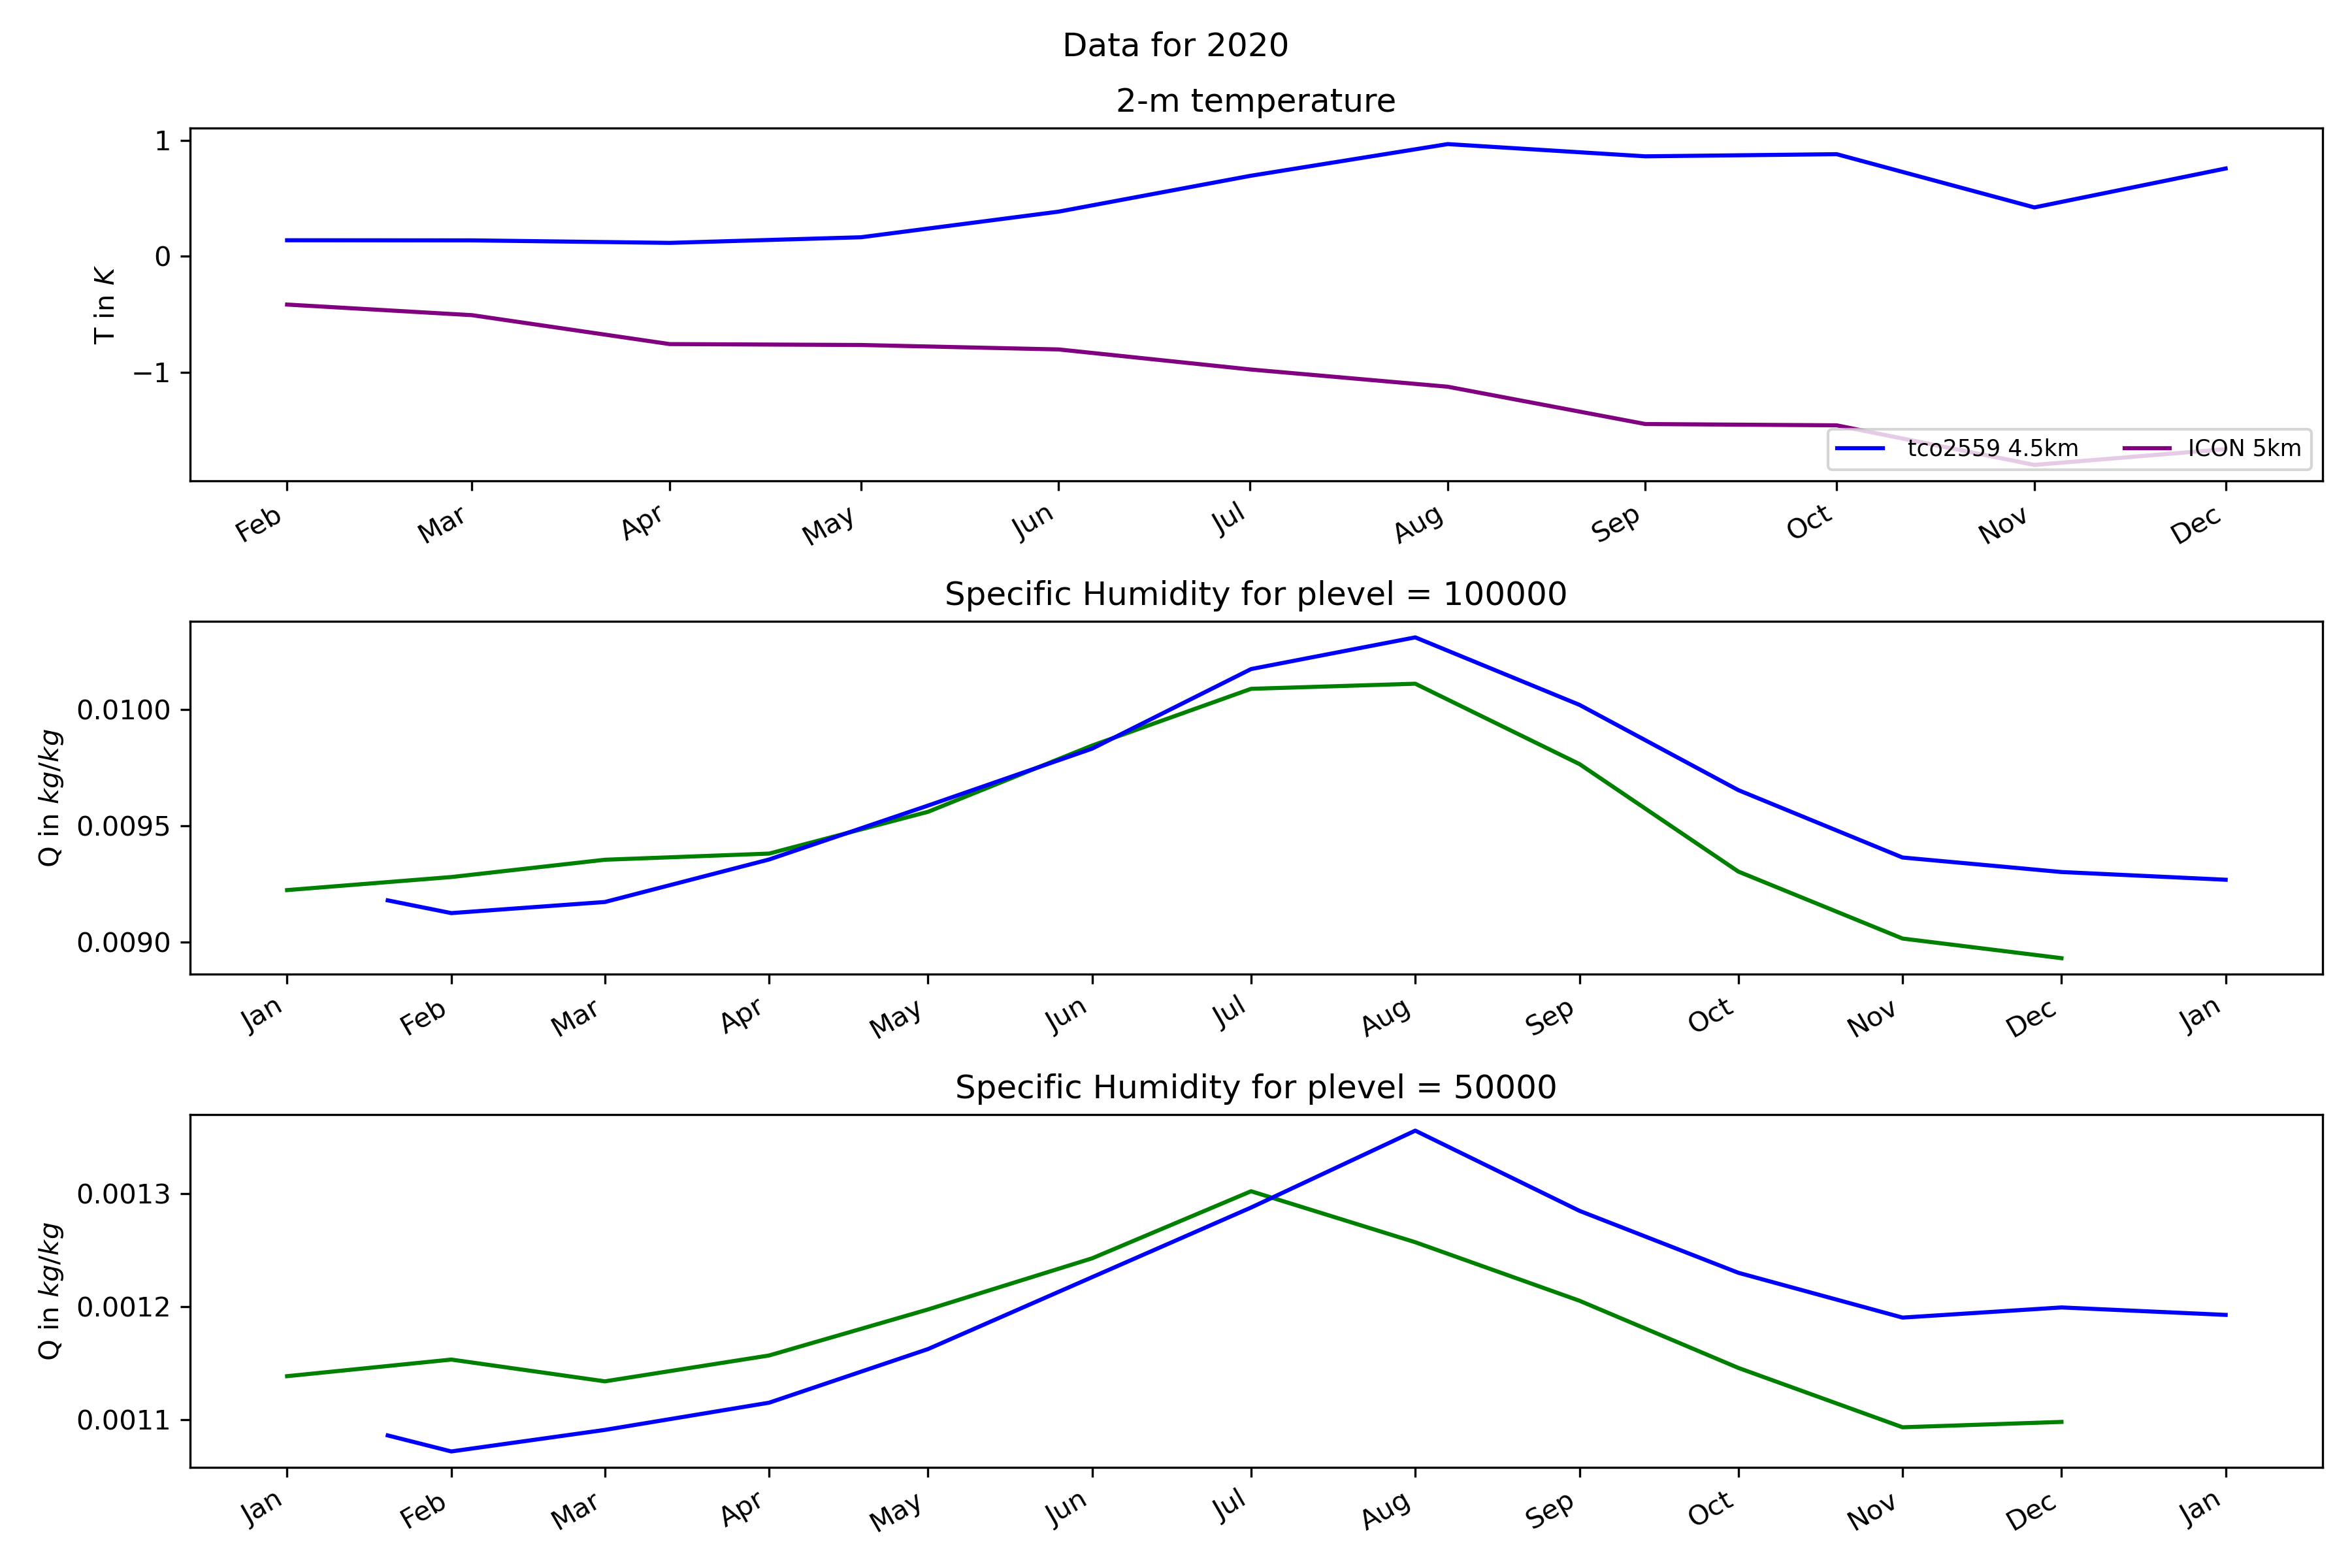 Data for 2020
2-m temperature
T in K
1
0
−1
tco2559 4.5km ICON 5km
Feb Mar Apr May Jun Jul Aug Sep Oct Nov Dec
Specific Humidity for plevel = 100000
Q in kg/kg
0.0100
0.0095
0.0090
Jan Feb Mar Apr May Jun Jul Aug Sep Oct Nov Dec Jan
Specific Humidity for plevel = 50000
Q in kg/kg
0.0013
0.0012
0.0011
Jan Feb Mar Apr May Jun Jul Aug Sep Oct Nov Dec Jan